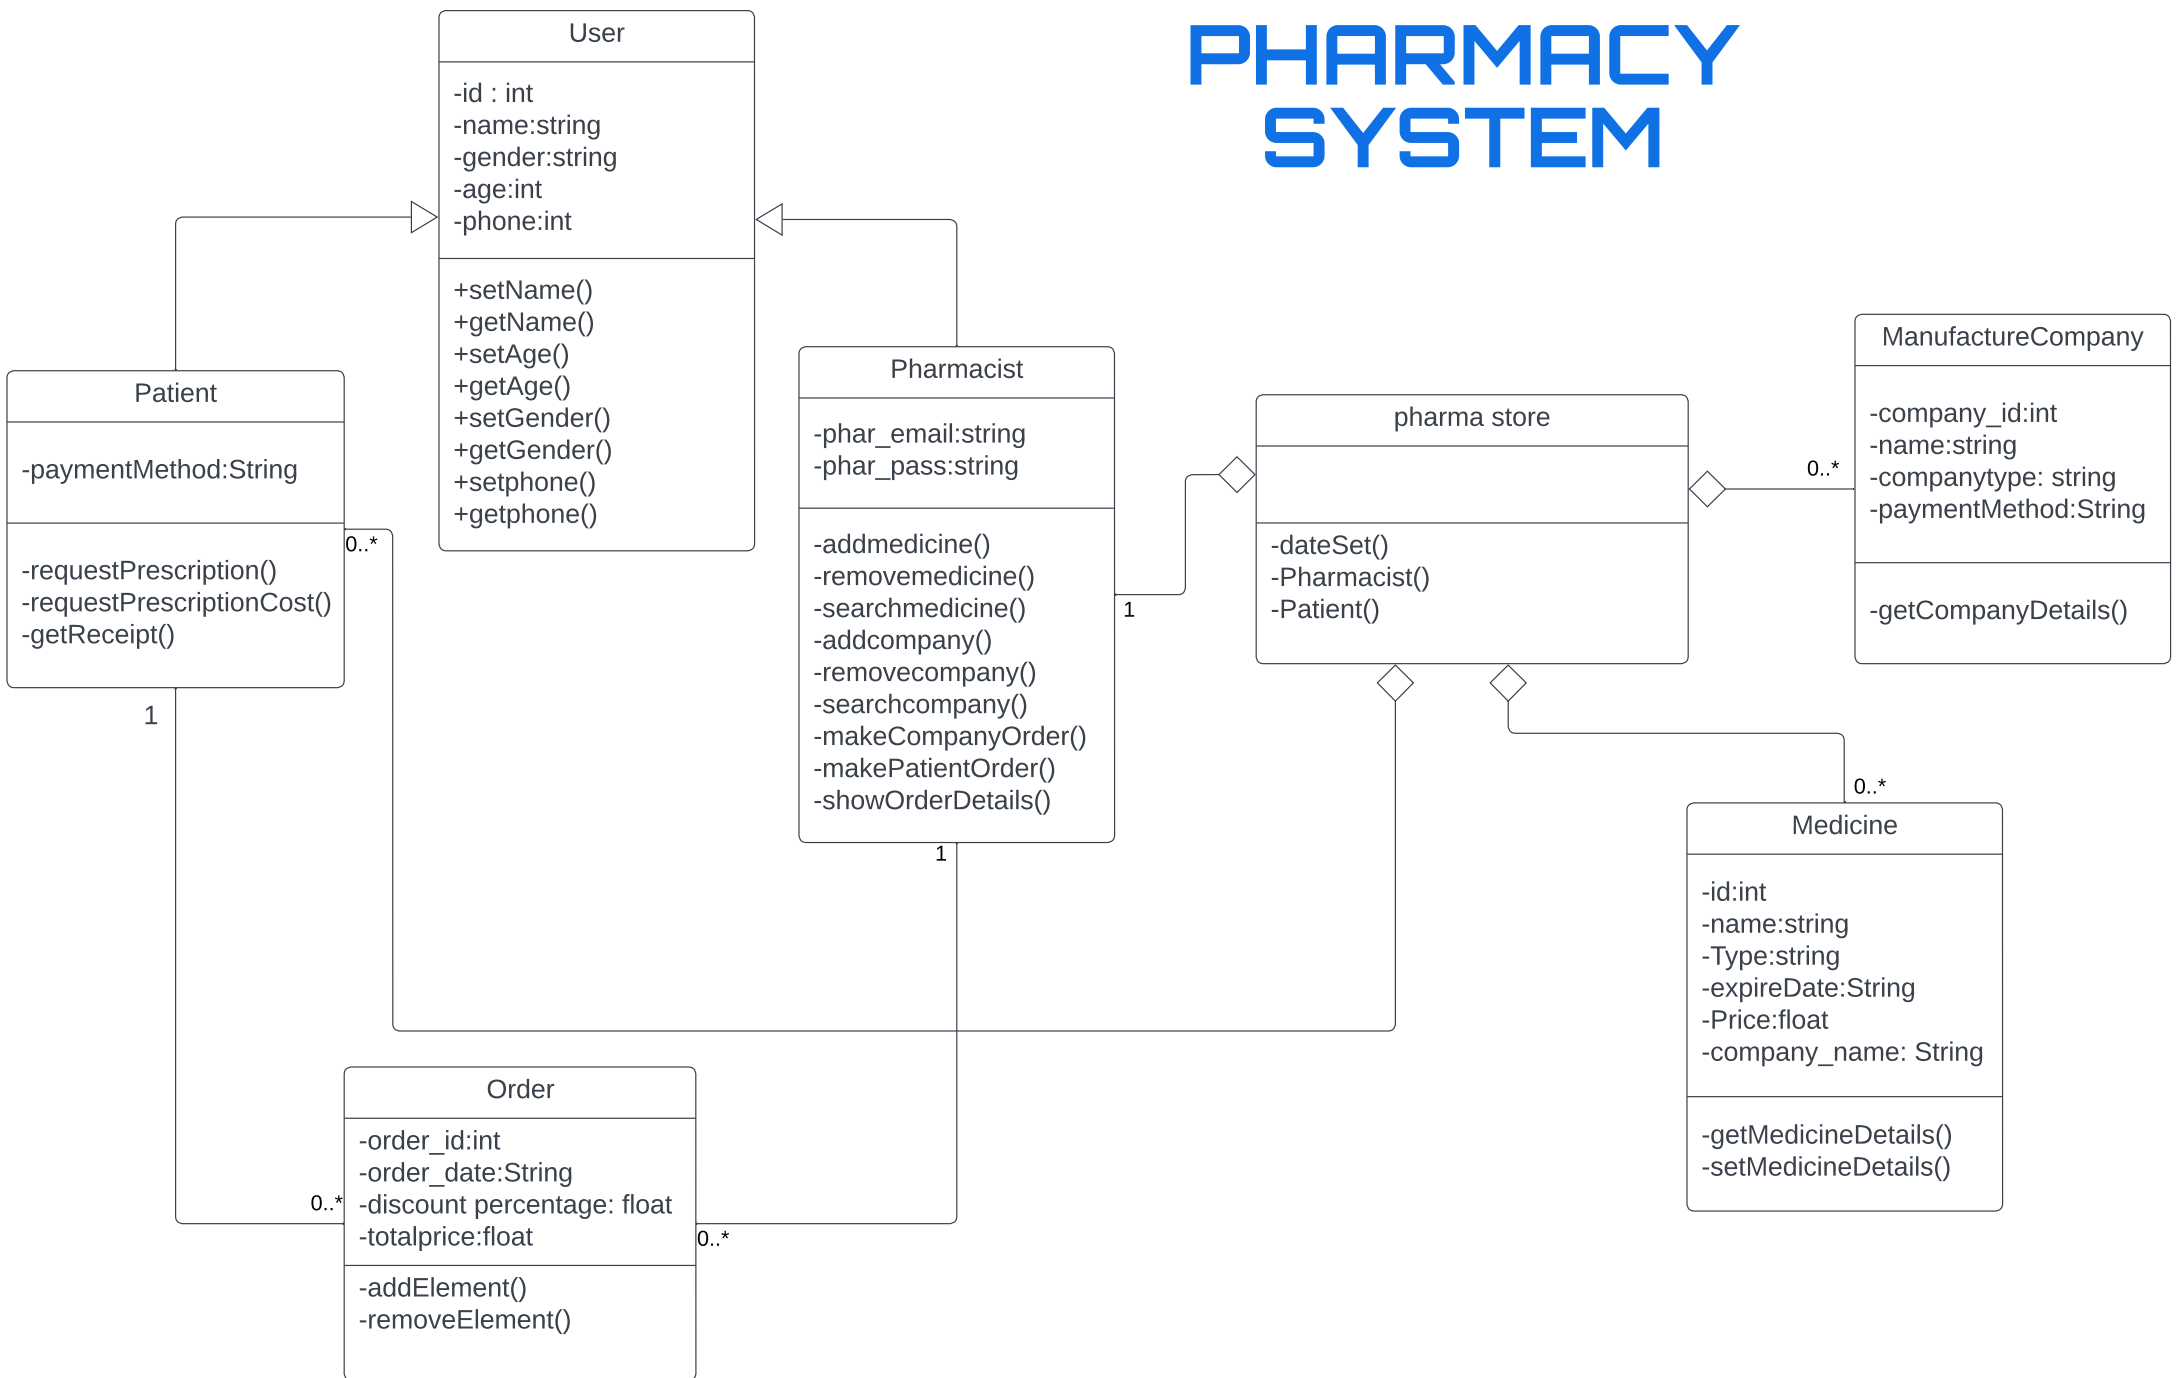 PHARMACY
SYSTEM
User
-id : int
-name:string
-gender:string
-age:int
-phone:int
+setName()
+getName()
+setAge()
+getAge()
+setGender()
+getGender()
+setphone()
+getphone()
Patient
-paymentMethod:String
-requestPrescription()
-requestPrescriptionCost()
-getReceipt()
0..*
1
Pharmacist
-phar_email:string
-phar_pass:string
-addmedicine()
-removemedicine()
-searchmedicine()
-addcompany()
-removecompany()
-searchcompany()
-makeCompanyOrder()
-makePatientOrder()
-showOrderDetails()
1
1
pharma store
-dateSet()
-Pharmacist()
-Patient()
0..*
ManufactureCompany
-company_id:int
-name:string
-companytype: string
-paymentMethod:String
-getCompanyDetails()
0..*
Medicine
-id:int
-name:string
-Type:string
-expireDate:String
-Price:float
-company_name: String
-getMedicineDetails()
-setMedicineDetails()
Order
-order_id:int
-order_date:String
-discount percentage: float
-totalprice:float
-addElement()
-removeElement()
0..*
0..*